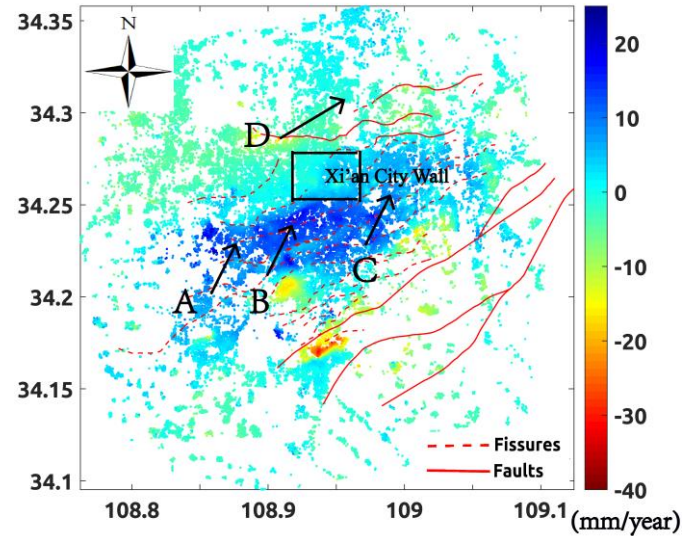 N
34.35
34.3
34.25
34.2
34.15
34.1
108.8
108.9
109
109.1
D
Xi'an City Wall
A
B
C
Fissures
Faults
20
10
0
-10
-20
-30
-40
(mm/year)